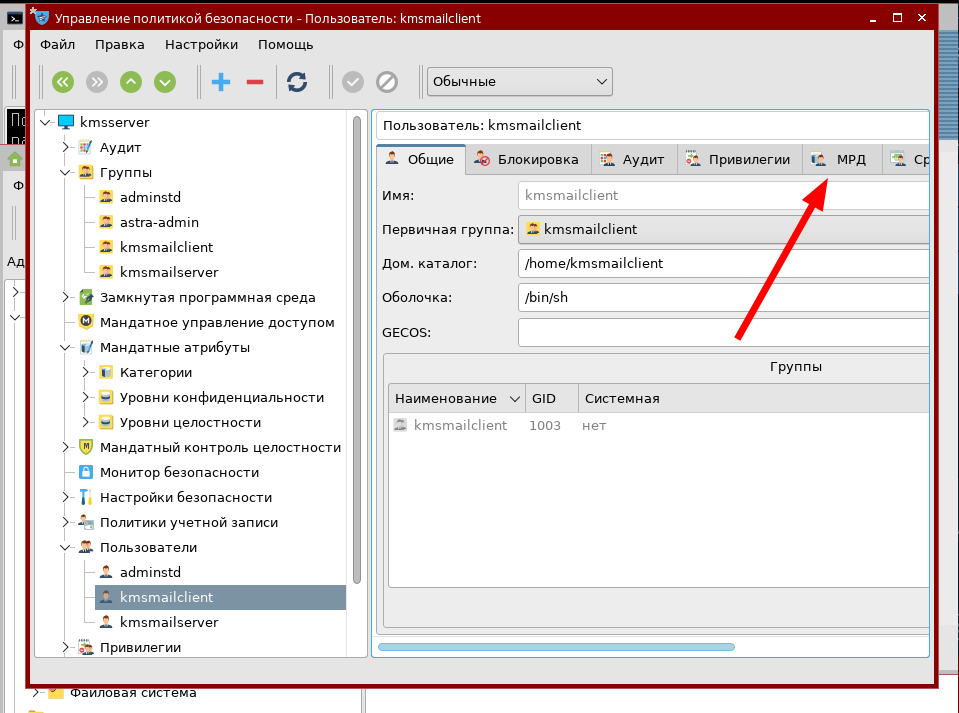 Управление политикой безопасности – Пользователь: kmsmailclient
Файл Правка Настройки Помощь
Обычные
kmsserver
Аудит
Группы
adminstd
astra-admin
kmsmailclient
kmsmailserver
Замкнутая программная среда
Мандатное управление доступом
Мандатные атрибуты
Категории
Уровни конфиденциальности
Уровни целостности
Мандатный контроль целостности
Монитор безопасности
Настройки безопасности
Политики учетной записи
Пользователи
adminstd
kmsmailclient
kmsmailserver
Привилегии
Пользователь: kmsmailclient
Общие Блокировка Аудит Привилегии МРД Ср
Имя: kmsmailclient
Первичная группа: kmsmailclient
Дом. каталог: /home/kmsmailclient
Оболочка: /bin/sh
GECOS:
Группы
Наименование GID Системная
kmsmailclient 1003 нет
Файловая система